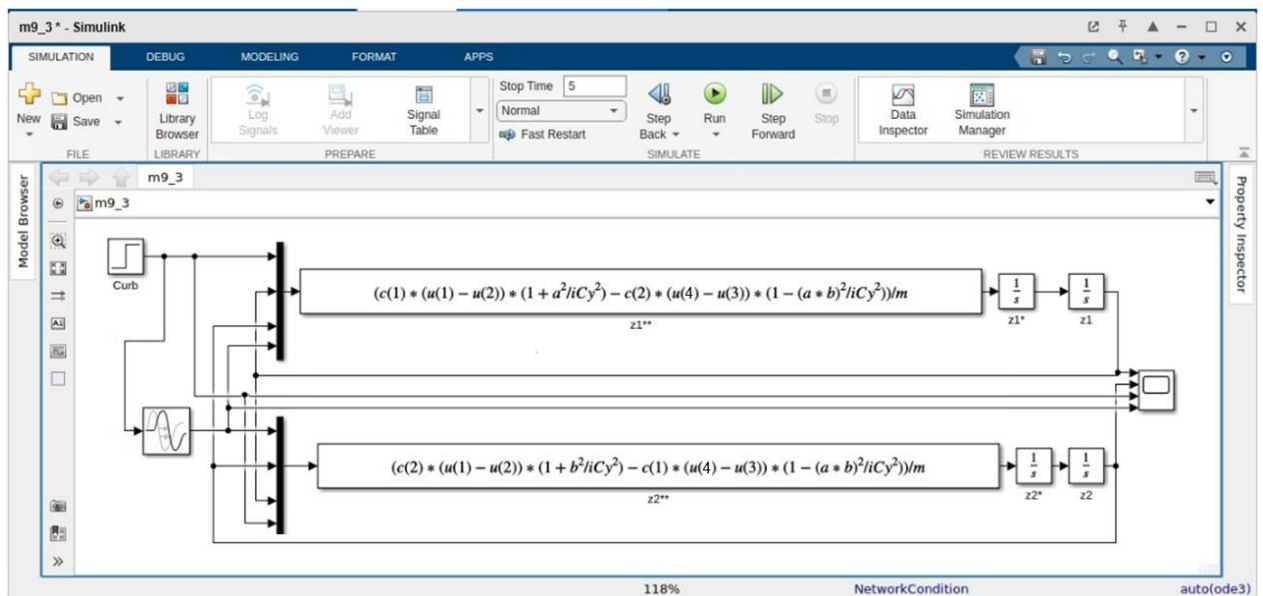 m9_3 * - Simulink
SIMULATION DEBUG MODELING FORMAT APPS
New
Open
Save
FILE
Library
Browser
LIBRARY
Log
Signals
Add
Viewer
Signal
Table
PREPARE
Stop Time 5
Normal
Fast Restart
Step
Back
Run
Step
Forward
Stop
SIMULATE
Data
Inspector
Simulation
Manager
REVIEW RESULTS
Model Browser
Property Inspector
m9_3
m9_3
Curb
(c(1) * (u(1) − u(2)) * (1 + a²/iCy²) − c(2) * (u(4) − u(3)) * (1 − (a * b)²/iCy²))/m
z1**
1/s
z1*
1/s
z1
(c(2) * (u(1) − u(2)) * (1 + b²/iCy²) − c(1) * (u(4) − u(3)) * (1 − (a * b)²/iCy²))/m
z2**
1/s
z2*
1/s
z2
118% NetworkCondition auto(ode3)